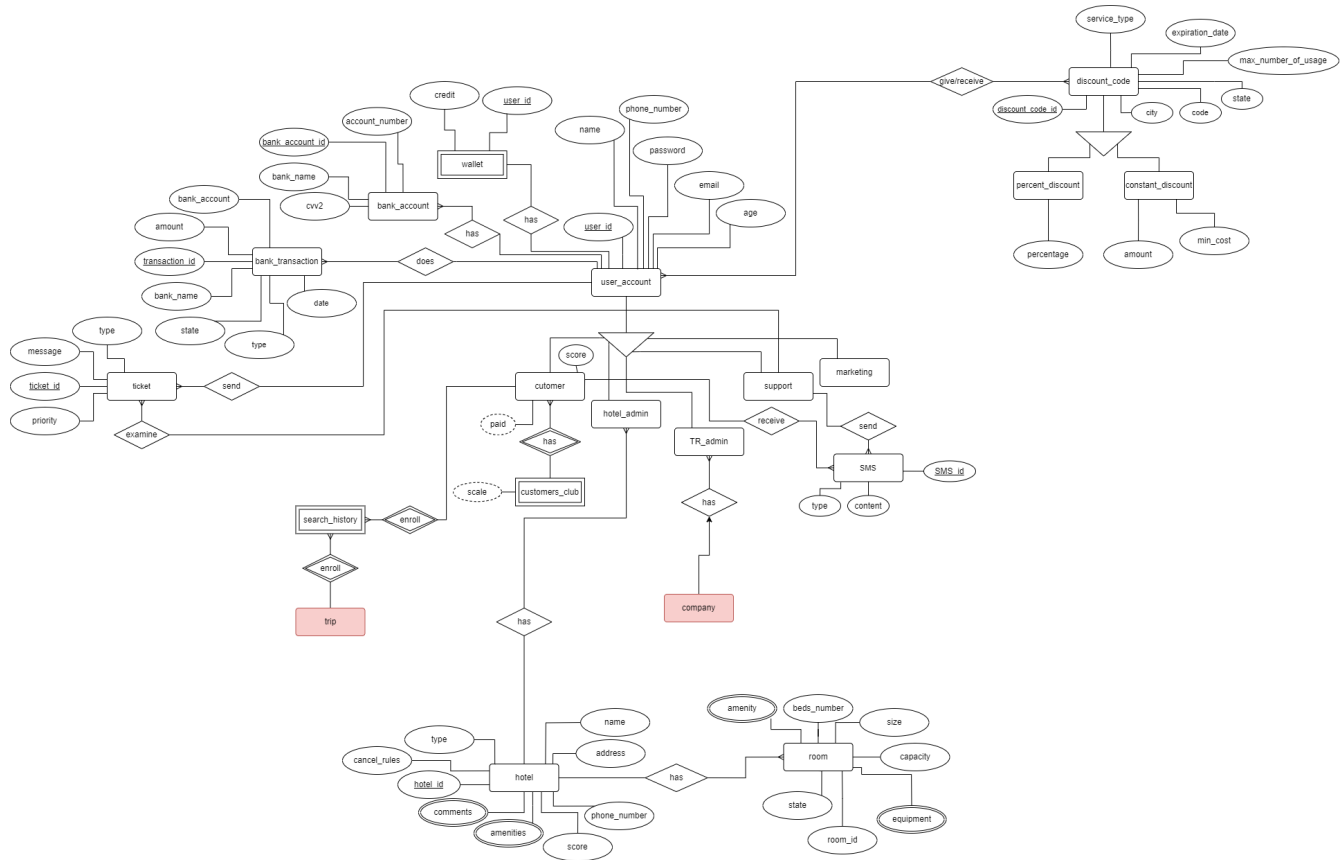 service_type
expiration_date
max_number_of_usage
give/receive
discount_code
state
discount_code_id
city
code
percent_discount
constant_discount
percentage
amount
min_cost
credit
user_id
account_number
bank_account_id
wallet
bank_name
cvv2
bank_account
has
has
phone_number
name
password
email
age
user_id
bank_account
amount
transaction_id
bank_transaction
does
bank_name
date
state
type
user_account
type
message
ticket_id
ticket
send
priority
examine
score
cutomer
paid
has
scale
customers_club
hotel_admin
TR_admin
has
support
marketing
receive
send
SMS
SMS_id
type
content
search_history
enroll
enroll
trip
company
has
name
type
address
cancel_rules
hotel_id
hotel
comments
amenities
phone_number
score
has
amenity
beds_number
size
room
capacity
state
equipment
room_id